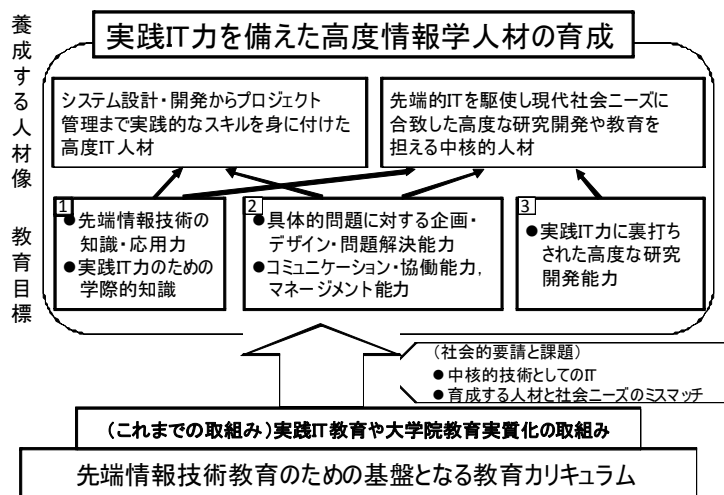 養成する人材像 教育目標
実践IT力を備えた高度情報学人材の育成
システム設計・開発からプロジェクト
管理まで実践的なスキルを身に付けた
高度IT人材
先端的ITを駆使し現代社会ニーズに
合致した高度な研究開発や教育を
担える中核的人材
1
●先端情報技術の
知識・応用力
●実践IT力のための
学際的知識
2
●具体的問題に対する企画・
デザイン・問題解決能力
●コミュニケーション・協働能力,
マネージメント能力
3
●実践IT力に裏打ち
された高度な研究
開発能力
(社会的要請と課題)
●中核的技術としてのIT
●育成する人材と社会ニーズのミスマッチ
(これまでの取組み)実践IT教育や大学院教育実質化の取組み
先端情報技術教育のための基盤となる教育カリキュラム